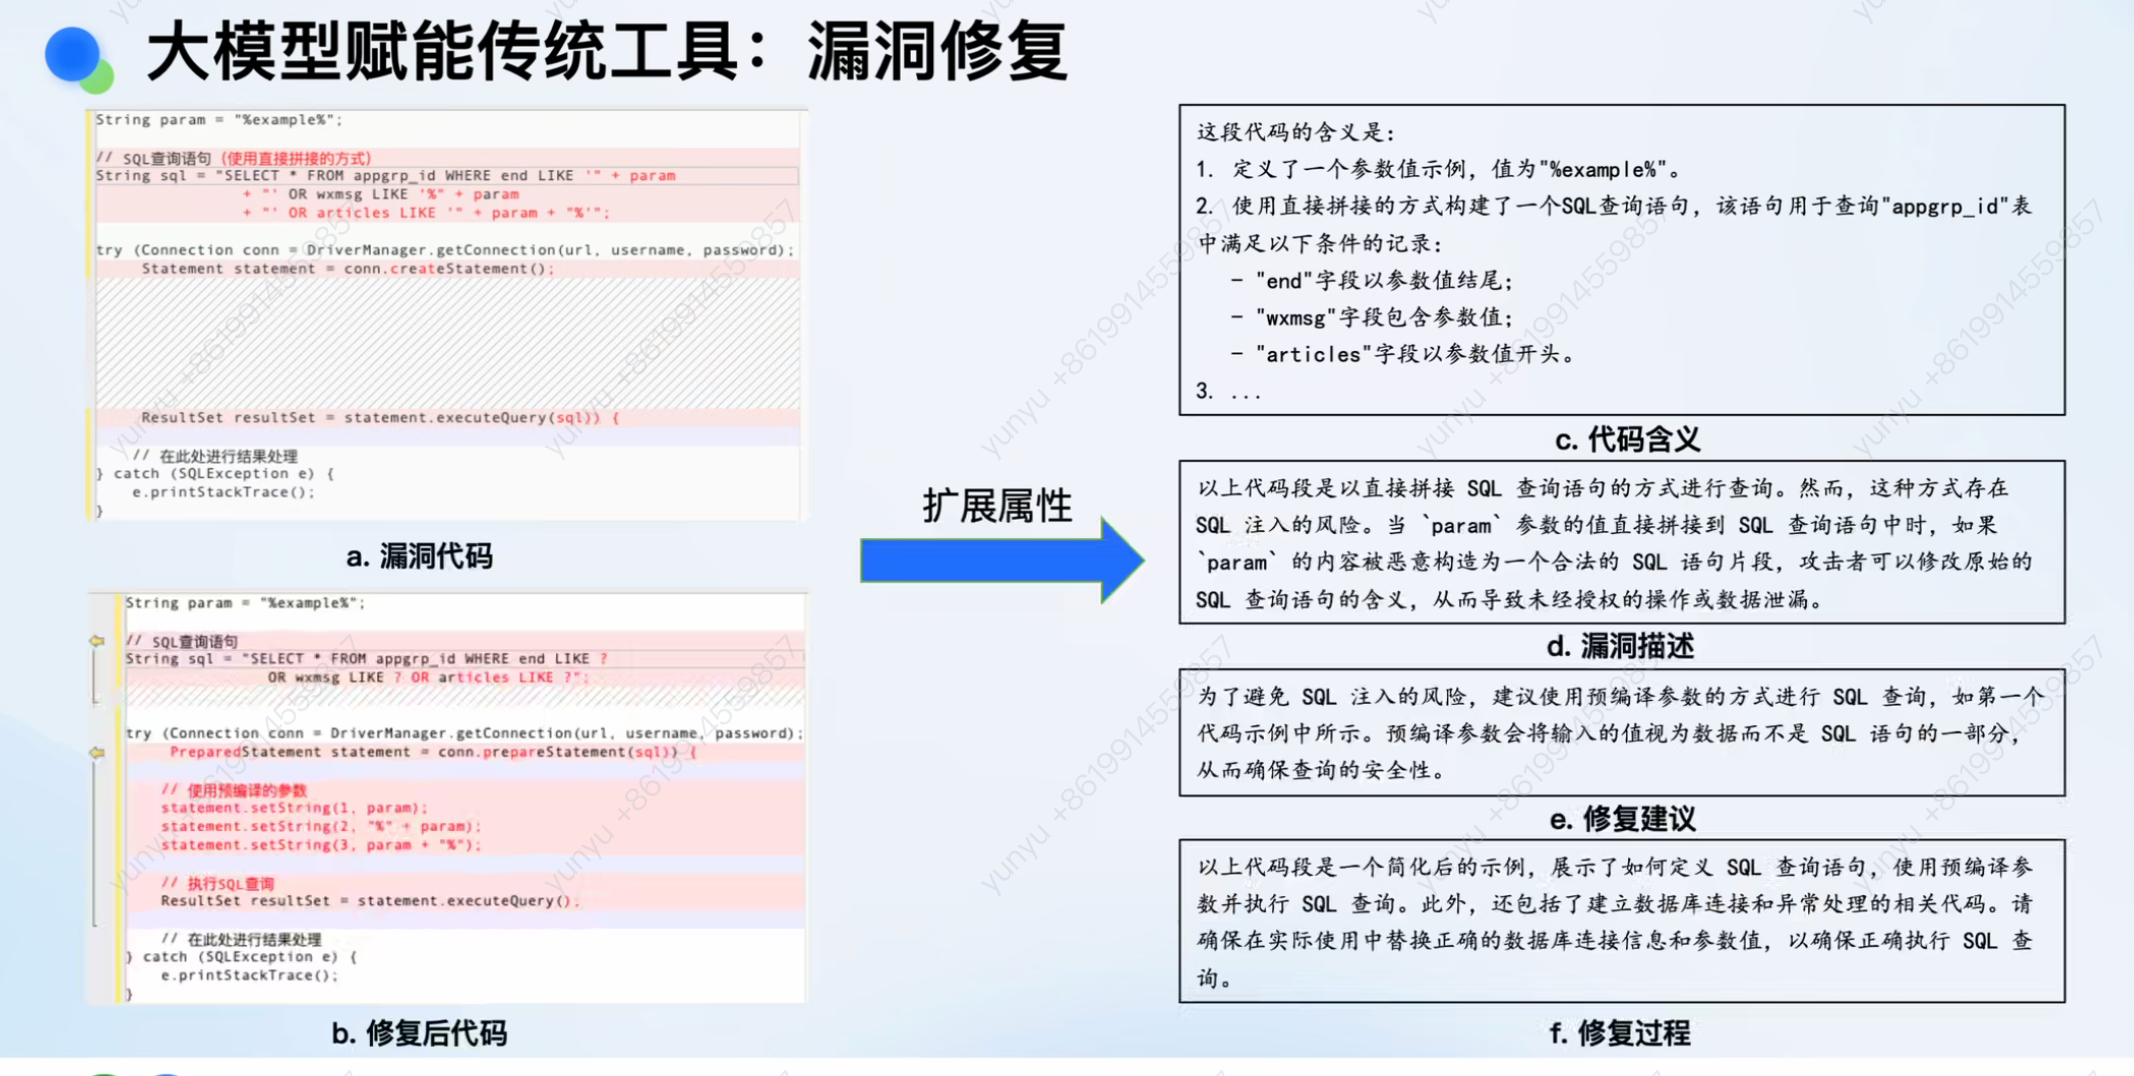 大模型赋能传统工具：漏洞修复
String param = "%example%";
// SQL查询语句（使用直接拼接的方式）
String sql = "SELECT * FROM appgrp_id WHERE end LIKE '" + param
+ "' OR wxmsg LIKE '%" + param
+ "' OR articles LIKE '" + param + "%'";
try (Connection conn = DriverManager.getConnection(url, username, password);
Statement statement = conn.createStatement();
ResultSet resultSet = statement.executeQuery(sql)) {
// 在此处进行结果处理
} catch (SQLException e) {
e.printStackTrace();
}
a. 漏洞代码
String param = "%example%";
// SQL查询语句
String sql = "SELECT * FROM appgrp_id WHERE end LIKE ?
OR wxmsg LIKE ? OR articles LIKE ?";
try (Connection conn = DriverManager.getConnection(url, username, password);
PreparedStatement statement = conn.prepareStatement(sql)) {
// 使用预编译的参数
statement.setString(1, param);
statement.setString(2, "%" + param);
statement.setString(3, param + "%");
// 执行SQL查询
ResultSet resultSet = statement.executeQuery();
// 在此处进行结果处理
} catch (SQLException e) {
e.printStackTrace();
}
b. 修复后代码
扩展属性
这段代码的含义是：
1. 定义了一个参数值示例，值为"%example%"。
2. 使用直接拼接的方式构建了一个SQL查询语句，该语句用于查询"appgrp_id"表
中满足以下条件的记录：
- "end"字段以参数值结尾；
- "wxmsg"字段包含参数值；
- "articles"字段以参数值开头。
3. ...
c. 代码含义
以上代码段是以直接拼接 SQL 查询语句的方式进行查询。然而，这种方式存在
SQL 注入的风险。当 `param` 参数的值直接拼接到 SQL 查询语句中时，如果
`param` 的内容被恶意构造为一个合法的 SQL 语句片段，攻击者可以修改原始的
SQL 查询语句的含义，从而导致未经授权的操作或数据泄漏。
d. 漏洞描述
为了避免 SQL 注入的风险，建议使用预编译参数的方式进行 SQL 查询，如第一个
代码示例中所示。预编译参数会将输入的值视为数据而不是 SQL 语句的一部分，
从而确保查询的安全性。
e. 修复建议
以上代码段是一个简化后的示例，展示了如何定义 SQL 查询语句，使用预编译参
数并执行 SQL 查询。此外，还包括了建立数据库连接和异常处理的相关代码。请
确保在实际使用中替换正确的数据库连接信息和参数值，以确保正确执行 SQL 查
询。
f. 修复过程
yunyu +8619914559857